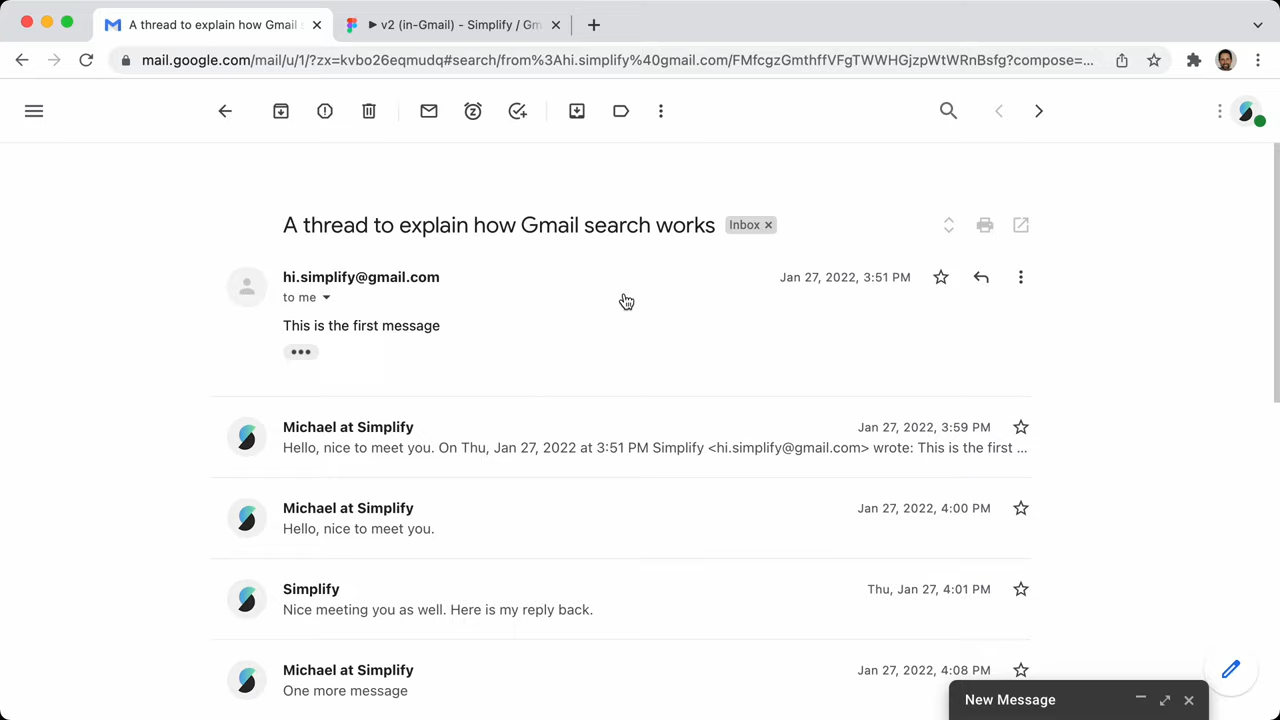 A thread to explain how Gmail
v2 (in-Gmail) - Simplify / Gm
mail.google.com/mail/u/1/?zx=kvbo26eqmudq#search/from%3Ahi.simplify%40gmail.com/FMfcgzGmthffVFgTWWHGjzpWtWRnBsfg?compose=...
A thread to explain how Gmail search works
Inbox ×
hi.simplify@gmail.com
Jan 27, 2022, 3:51 PM
to me
This is the first message
Michael at Simplify
Jan 27, 2022, 3:59 PM
Hello, nice to meet you. On Thu, Jan 27, 2022 at 3:51 PM Simplify <hi.simplify@gmail.com> wrote: This is the first ...
Michael at Simplify
Jan 27, 2022, 4:00 PM
Hello, nice to meet you.
Simplify
Thu, Jan 27, 4:01 PM
Nice meeting you as well. Here is my reply back.
Michael at Simplify
Jan 27, 2022, 4:08 PM
One more message
New Message